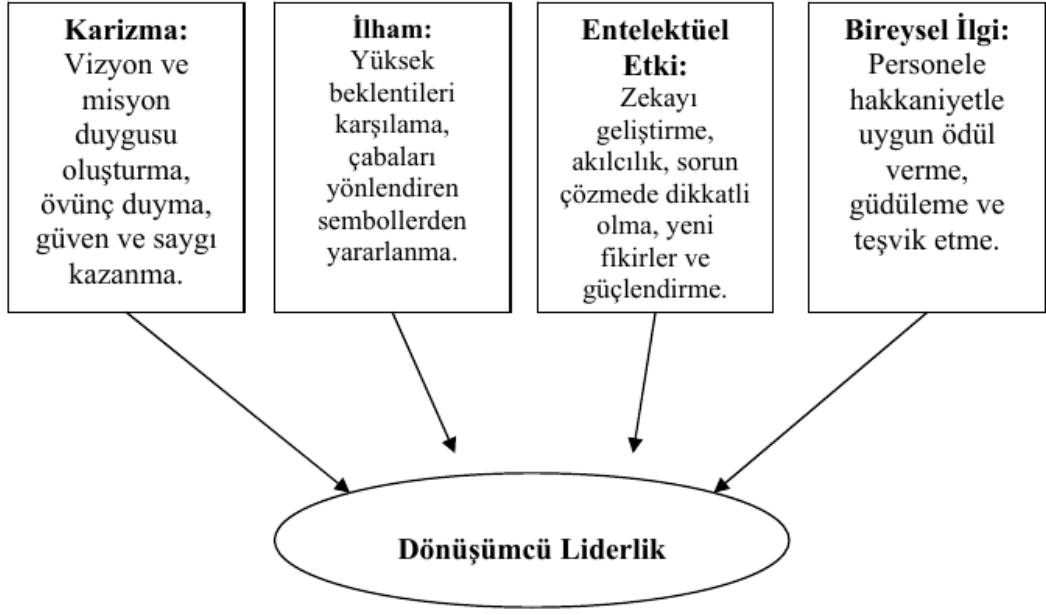 Karizma:
Vizyon ve
misyon
duygusu
oluşturma,
övünç duyma,
güven ve saygı
kazanma.
İlham:
Yüksek
beklentileri
karşılama,
çabaları
yönlendiren
sembollerden
yararlanma.
Entelektüel
Etki:
Zekayı
geliştirme,
akılcılık, sorun
çözmede dikkatli
olma, yeni
fikirler ve
güçlendirme.
Bireysel İlgi:
Personele
hakkaniyetle
uygun ödül
verme,
güdüleme ve
teşvik etme.
Dönüşümcü Liderlik